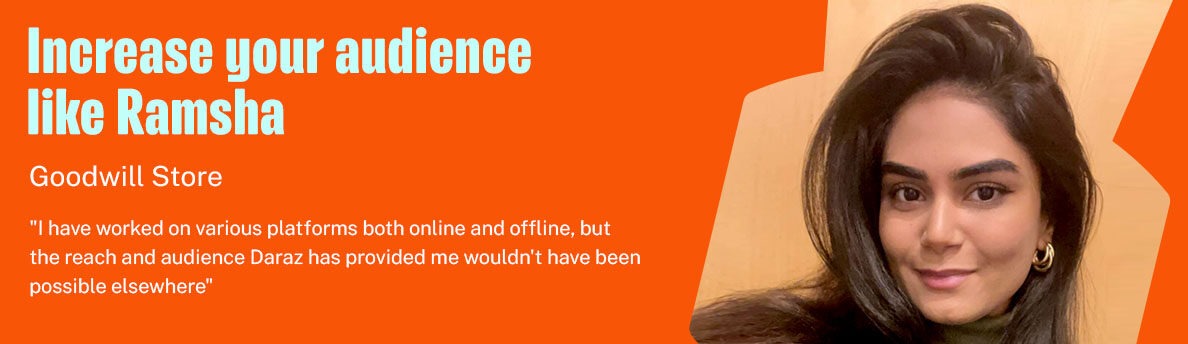 Increase your audience
like Ramsha
Goodwill Store
"I have worked on various platforms both online and offline, but
the reach and audience Daraz has provided me wouldn't have been
possible elsewhere"